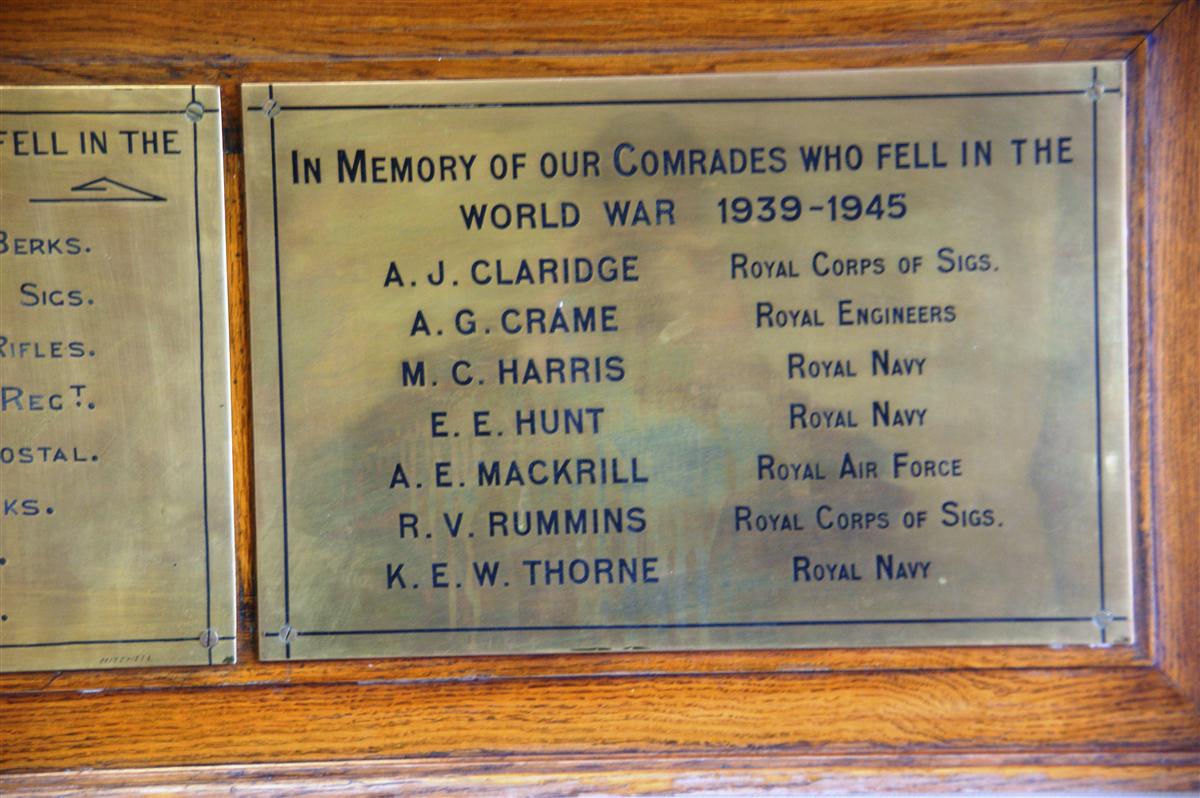 FELL IN THE
BERKS.
SIGS.
RIFLES.
REGT.
OSTAL.
KS.
MITCHELL
IN MEMORY OF OUR COMRADES WHO FELL IN THE
WORLD WAR 1939-1945
A. J. CLARIDGE ROYAL CORPS OF SIGS.
A. G. CRAME ROYAL ENGINEERS
M. C. HARRIS ROYAL NAVY
E. E. HUNT ROYAL NAVY
A. E. MACKRILL ROYAL AIR FORCE
R. V. RUMMINS ROYAL CORPS OF SIGS.
K. E. W. THORNE ROYAL NAVY